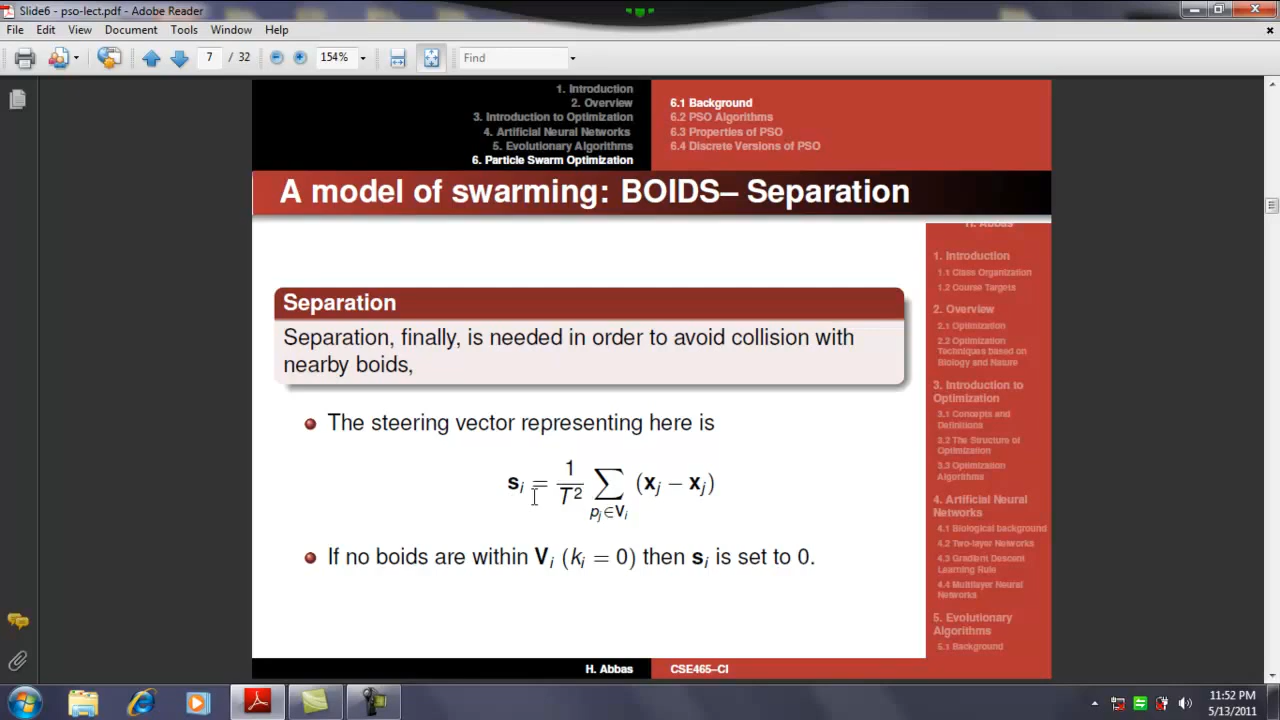 Slide6 - pso-lect.pdf - Adobe Reader
File Edit View Document Tools Window Help
7 / 32 154% Find
1. Introduction
2. Overview
3. Introduction to Optimization
4. Artificial Neural Networks
5. Evolutionary Algorithms
6. Particle Swarm Optimization
6.1 Background
6.2 PSO Algorithms
6.3 Properties of PSO
6.4 Discrete Versions of PSO
A model of swarming: BOIDS– Separation
Separation
Separation, finally, is needed in order to avoid collision with
nearby boids,
The steering vector representing here is
s_i = 1/T² ∑_{p_j∈V_i} (x_j − x_j)
If no boids are within V_i (k_i = 0) then s_i is set to 0.
H. Abbas
1. Introduction
1.1 Class Organization
1.2 Course Targets
2. Overview
2.1 Optimization
2.2 Optimization
Techniques based on
Biology and Nature
3. Introduction to
Optimization
3.1 Concepts and
Definitions
3.2 The Structure of
Optimization
3.3 Optimization
Algorithms
4. Artificial Neural
Networks
4.1 Biological background
4.2 Two-layer Networks
4.3 Gradient Descent
Learning Rule
4.4 Multilayer Neural
Networks
5. Evolutionary
Algorithms
5.1 Background
H. Abbas CSE465–CI
11:52 PM
5/13/2011